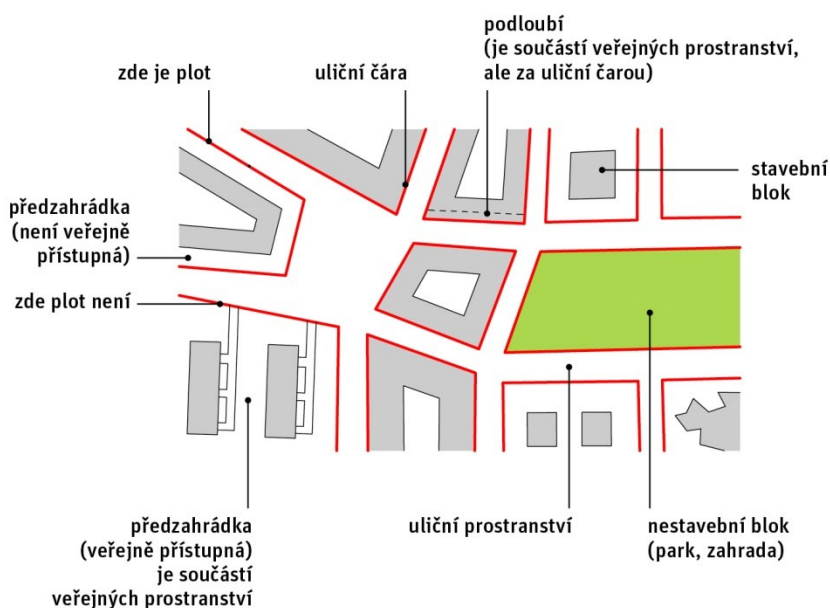 podloubí
(je součástí veřejných prostranství,
ale za uliční čarou)
zde je plot
uliční čára
stavební
blok
předzahrádka
(není veřejně
přístupná)
zde plot není
předzahrádka
(veřejně přístupná)
je součástí
veřejných prostranství
uliční prostranství
nestavební blok
(park, zahrada)